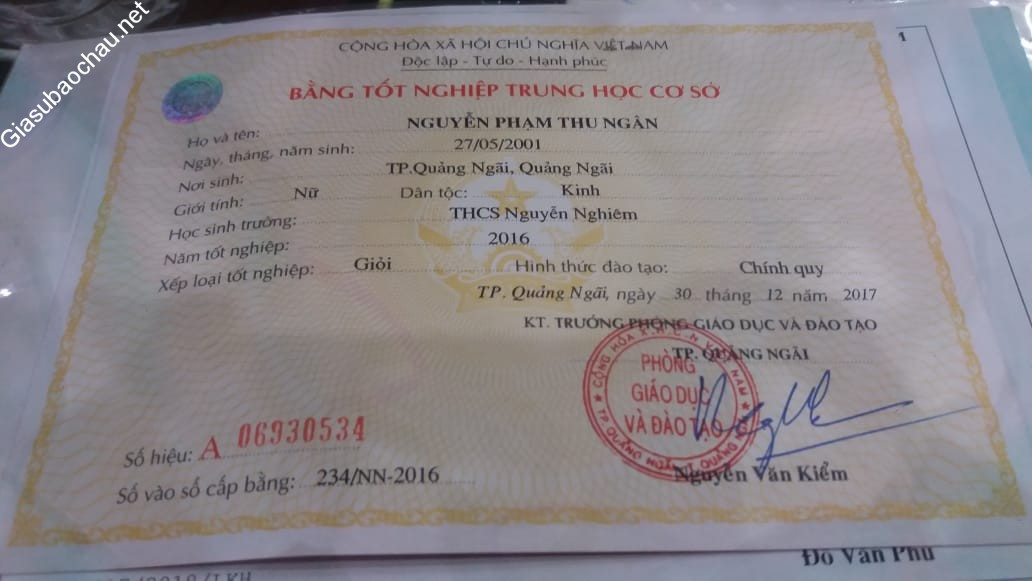 Giasubaochau.net
1
CỘNG HÒA XÃ HỘI CHỦ NGHĨA VIỆT NAM
Độc lập - Tự do - Hạnh phúc
BẰNG TỐT NGHIỆP TRUNG HỌC CƠ SỞ
Họ và tên: NGUYỄN PHẠM THU NGÂN
Ngày, tháng, năm sinh: 27/05/2001
Nơi sinh: TP.Quảng Ngãi, Quảng Ngãi
Giới tính: Nữ Dân tộc: Kinh
Học sinh trường: THCS Nguyễn Nghiêm
Năm tốt nghiệp: 2016
Xếp loại tốt nghiệp: Giỏi Hình thức đào tạo: Chính quy
TP. Quảng Ngãi, ngày 30 tháng 12 năm 2017
KT. TRƯỞNG PHÒNG GIÁO DỤC VÀ ĐÀO TẠO
TP. QUẢNG NGÃI
PHÒNG
GIÁO DỤC
VÀ ĐÀO TẠO
Nguyễn Văn Kiểm
Số hiệu: A 06930534
Số vào sổ cấp bằng: 234/NN-2016
Đỗ Văn Phu